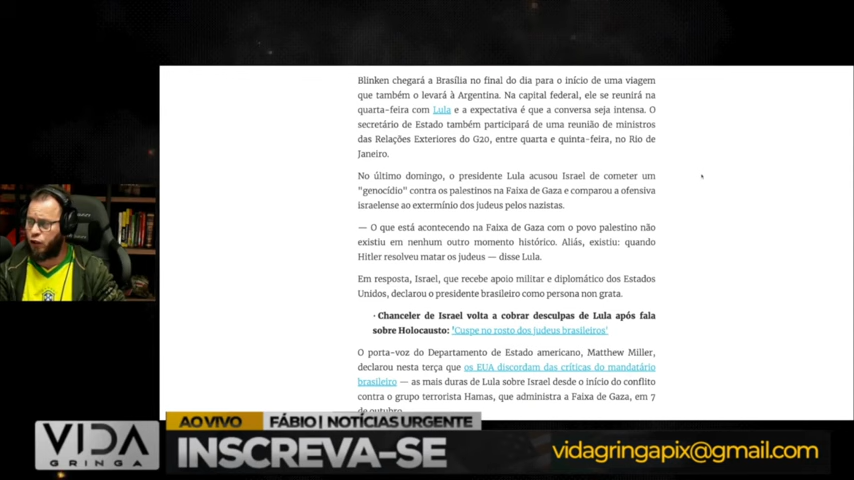 Blinken chegará a Brasília no final do dia para o início de uma viagem
que também o levará à Argentina. Na capital federal, ele se reunirá na
quarta-feira com Lula e a expectativa é que a conversa seja intensa. O
secretário de Estado também participará de uma reunião de ministros
das Relações Exteriores do G20, entre quarta e quinta-feira, no Rio de
Janeiro.
No último domingo, o presidente Lula acusou Israel de cometer um
"genocídio" contra os palestinos na Faixa de Gaza e comparou a ofensiva
israelense ao extermínio dos judeus pelos nazistas.
— O que está acontecendo na Faixa de Gaza com o povo palestino não
existiu em nenhum outro momento histórico. Aliás, existiu: quando
Hitler resolveu matar os judeus — disse Lula.
Em resposta, Israel, que recebe apoio militar e diplomático dos Estados
Unidos, declarou o presidente brasileiro como persona non grata.
· Chanceler de Israel volta a cobrar desculpas de Lula após fala
sobre Holocausto: 'Cuspe no rosto dos judeus brasileiros'
O porta-voz do Departamento de Estado americano, Matthew Miller,
declarou nesta terça que os EUA discordam das críticas do mandatário
brasileiro — as mais duras de Lula sobre Israel desde o início do conflito
contra o grupo terrorista Hamas, que administra a Faixa de Gaza, em 7
de outubro
AO VIVO FÁBIO | NOTÍCIAS URGENTE
VIDA GRINGA
INSCREVA-SE
vidagringapix@gmail.com